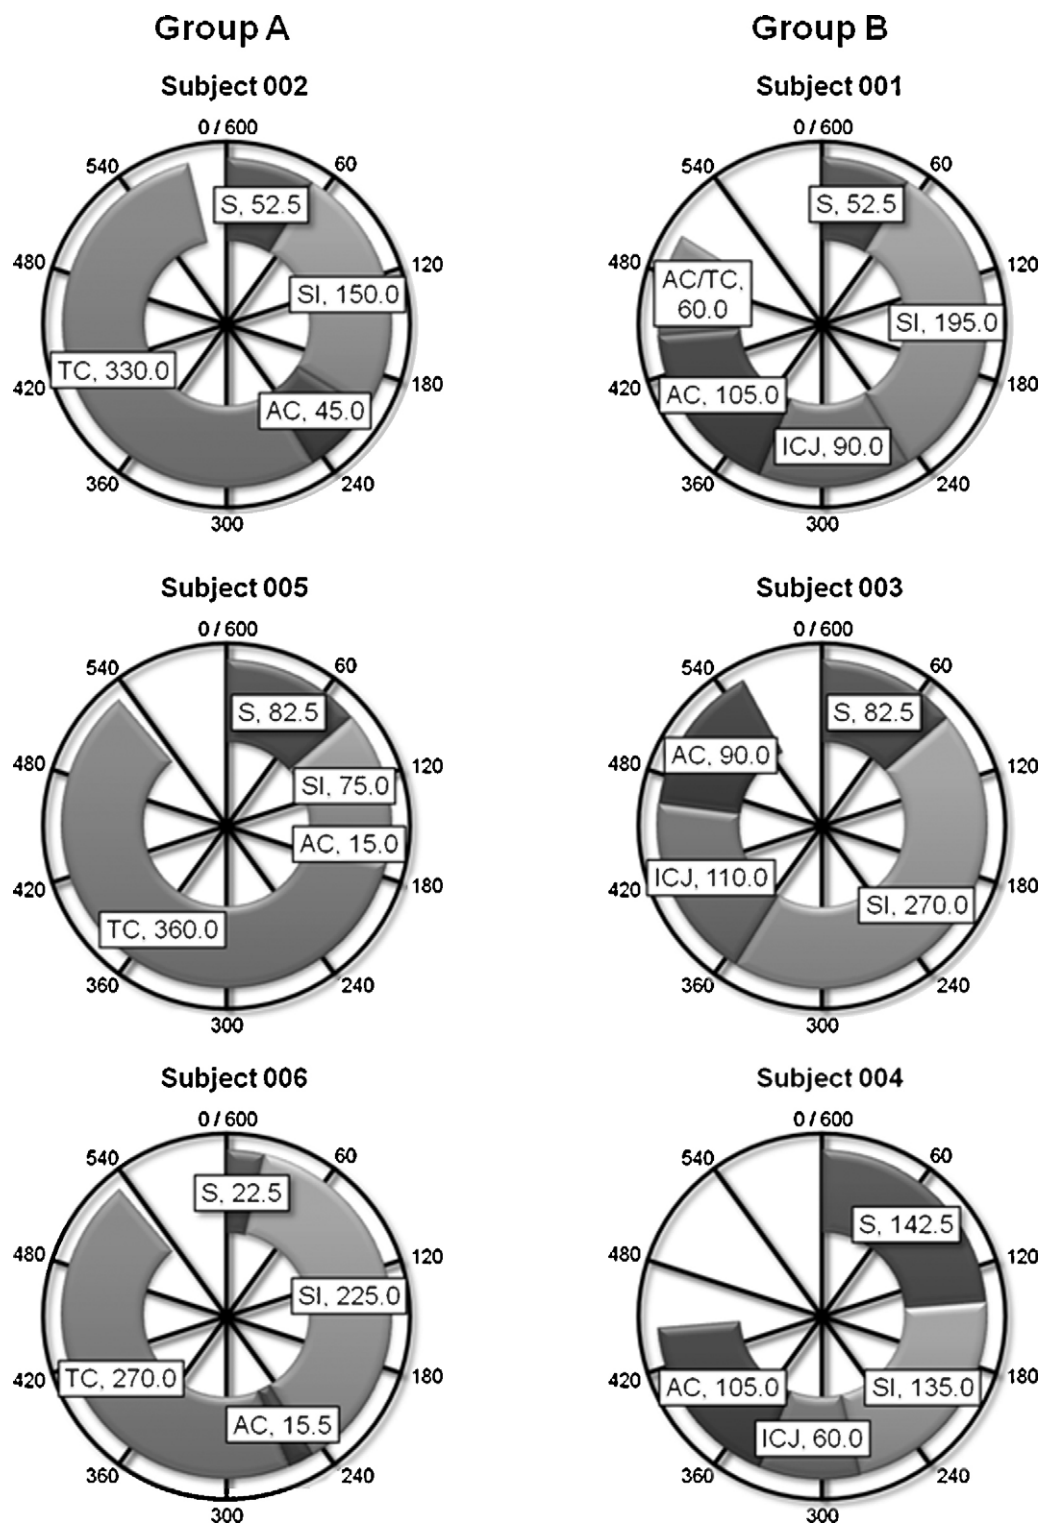 Group A
Group B
Subject 002
0 / 600
60
120
180
240
300
360
420
480
540
S, 52.5
SI, 150.0
AC, 45.0
TC, 330.0
Subject 001
0 / 600
60
120
180
240
300
360
420
480
540
S, 52.5
SI, 195.0
ICJ, 90.0
AC, 105.0
AC/TC,
60.0
Subject 005
0 / 600
60
120
180
240
300
360
420
480
540
S, 82.5
SI, 75.0
AC, 15.0
TC, 360.0
Subject 003
0 / 600
60
120
180
240
300
360
420
480
540
S, 82.5
SI, 270.0
ICJ, 110.0
AC, 90.0
Subject 006
0 / 600
60
120
180
240
300
360
420
480
540
S, 22.5
SI, 225.0
AC, 15.5
TC, 270.0
Subject 004
0 / 600
60
120
180
240
300
360
420
480
540
S, 142.5
SI, 135.0
ICJ, 60.0
AC, 105.0